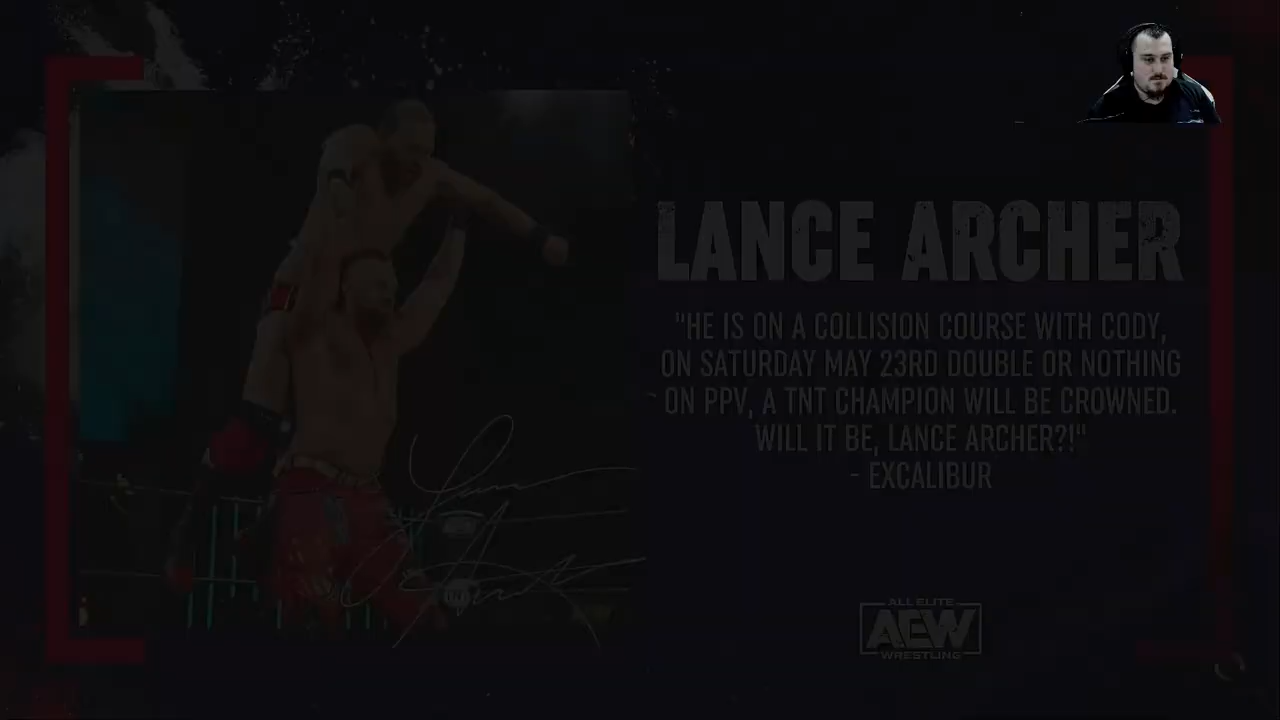 LANCE ARCHER
"HE IS ON A COLLISION COURSE WITH CODY,
ON SATURDAY MAY 23RD DOUBLE OR NOTHING
ON PPV, A TNT CHAMPION WILL BE CROWNED.
WILL IT BE, LANCE ARCHER?!"
- EXCALIBUR
ALL ELITE
AEW
WRESTLING